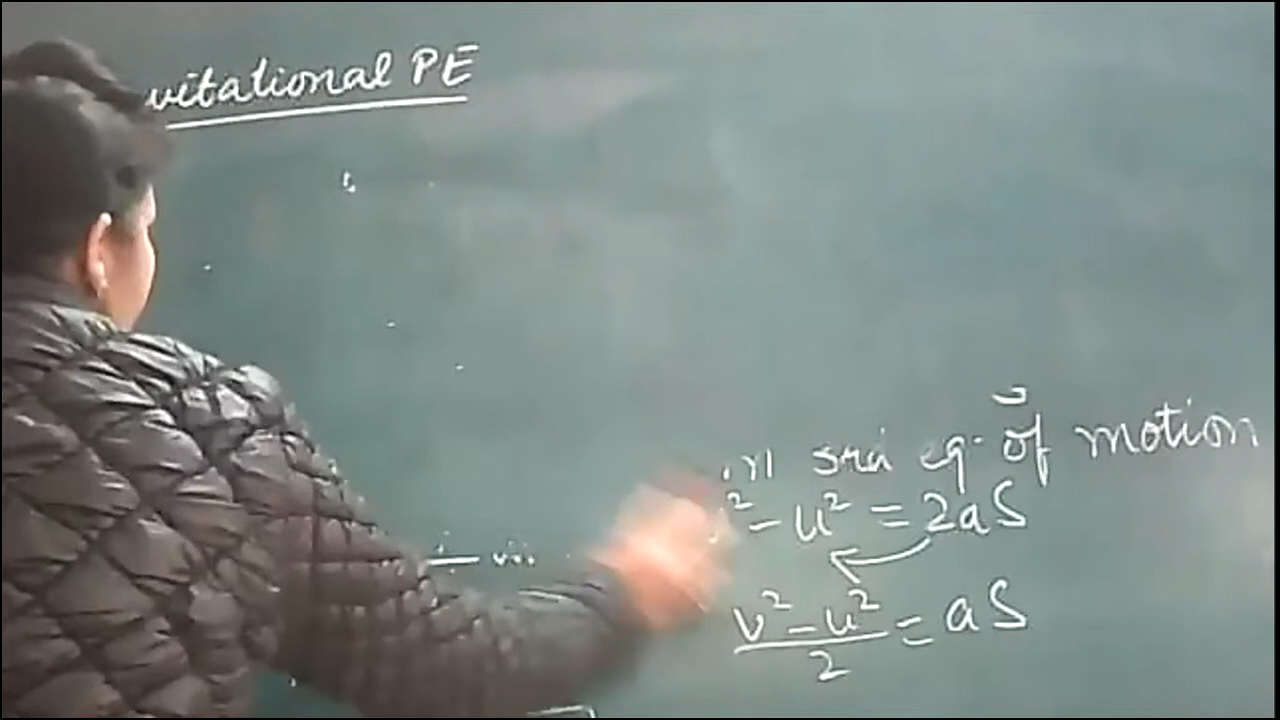 vitational PE
3rd eq. of motion
² - u² = 2aS
v² - u² / 2 = aS